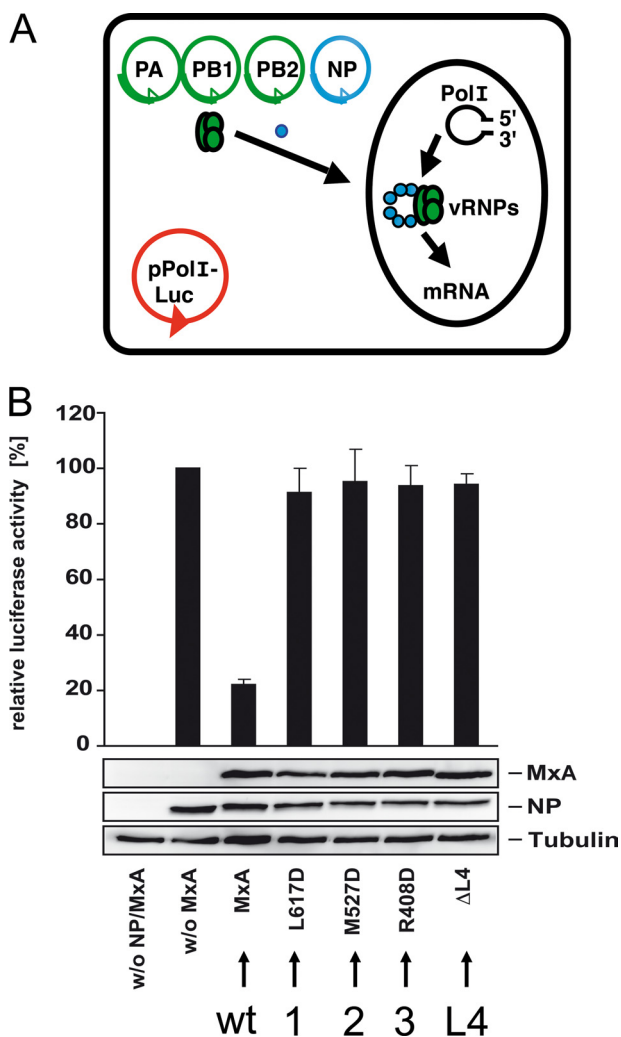 A
PA PB1 PB2 NP
PolI
5'
3'
vRNPs
mRNA
pPolI-
Luc
B
relative luciferase activity [%]
120
100
80
60
40
20
0
MxA
NP
Tubulin
w/o NP/MxA
w/o MxA
MxA
L617D
M527D
R408D
ΔL4
wt 1 2 3 L4